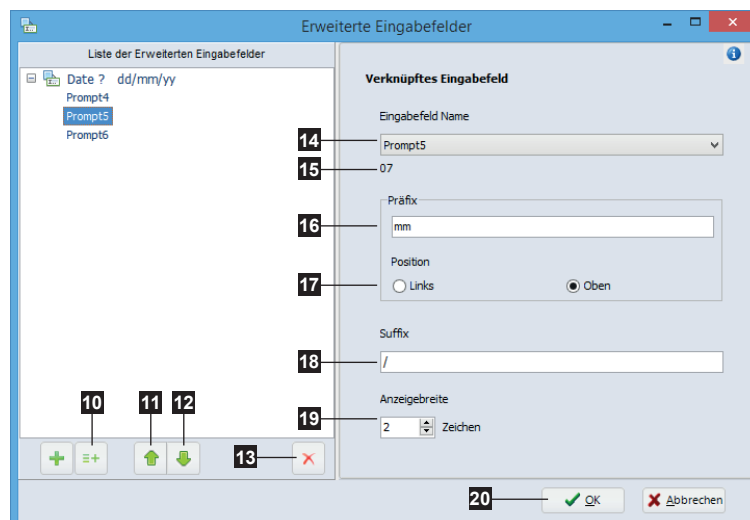 Erweiterte Eingabefelder
Liste der Erweiterten Eingabefelder
Date ? dd/mm/yy
Prompt4
Prompt5
Prompt6
10
11
12
13
Verknüpftes Eingabefeld
Eingabefeld Name
14
Prompt5
15
07
Präfix
16
mm
Position
17
Links
Oben
Suffix
18
/
Anzeigebreite
19
2
Zeichen
20
OK
Abbrechen